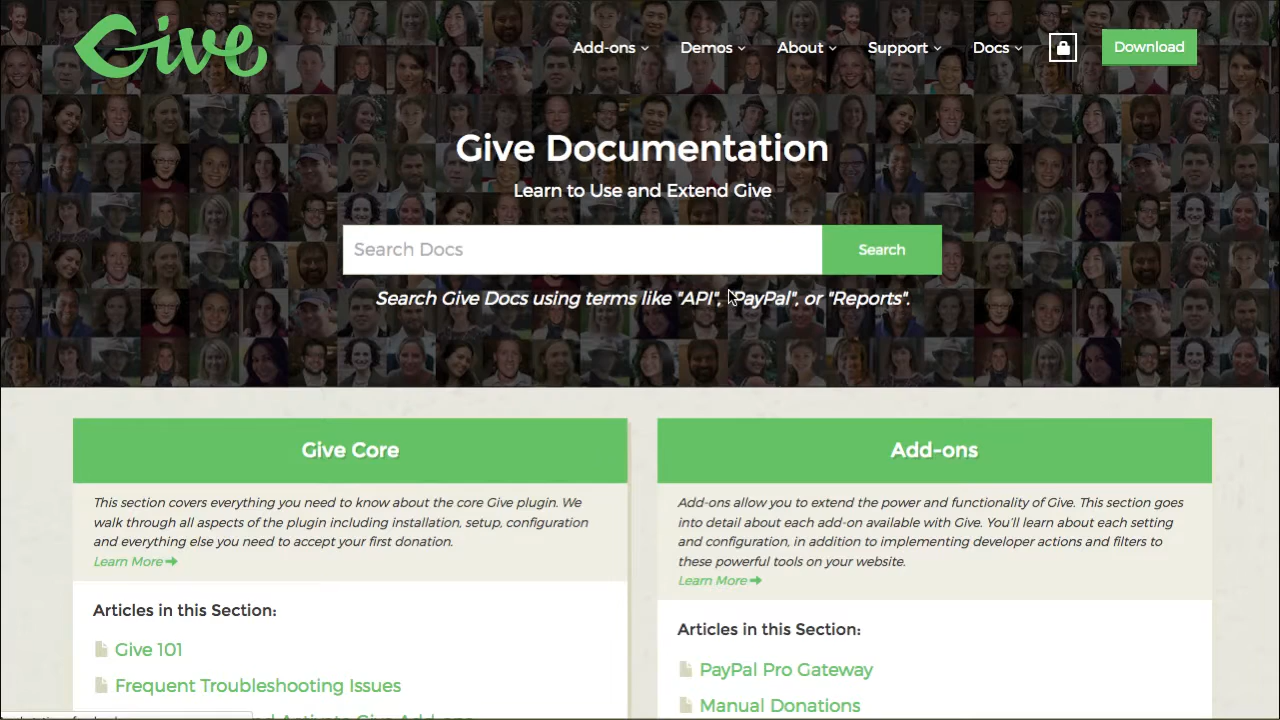 Give
Add-ons Demos About Support Docs Download
Give Documentation
Learn to Use and Extend Give
Search Docs
Search
Search Give Docs using terms like "API", "PayPal", or "Reports".
Give Core
This section covers everything you need to know about the core Give plugin. We
walk through all aspects of the plugin including installation, setup, configuration
and everything else you need to accept your first donation.
Learn More
Articles in this Section:
Give 101
Frequent Troubleshooting Issues
Activate Give Add-ons
Add-ons
Add-ons allow you to extend the power and functionality of Give. This section goes
into detail about each add-on available with Give. You'll learn about each setting
and configuration, in addition to implementing developer actions and filters to
these powerful tools on your website.
Learn More
Articles in this Section:
PayPal Pro Gateway
Manual Donations